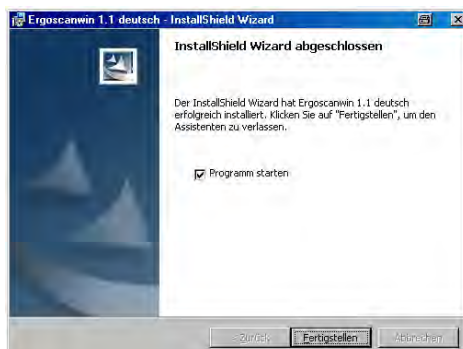 Ergoscanwin 1.1 deutsch - InstallShield Wizard
InstallShield Wizard abgeschlossen
Der InstallShield Wizard hat Ergoscanwin 1.1 deutsch
erfolgreich installiert. Klicken Sie auf "Fertigstellen", um den
Assistenten zu verlassen.
Programm starten
Zurück Fertigstellen Abbrechen